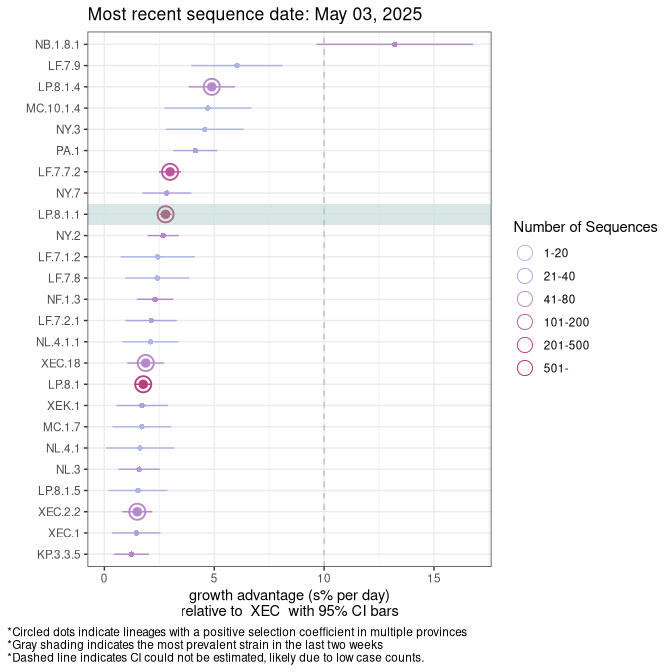 Most recent sequence date: May 03, 2025
NB.1.8.1
LF.7.9
LP.8.1.4
MC.10.1.4
NY.3
PA.1
LF.7.7.2
NY.7
LP.8.1.1
NY.2
LF.7.1.2
LF.7.8
NF.1.3
LF.7.2.1
NL.4.1.1
XEC.18
LP.8.1
XEK.1
MC.1.7
NL.4.1
NL.3
LP.8.1.5
XEC.2.2
XEC.1
KP.3.3.5
0 5 10 15
growth advantage (s% per day)
relative to XEC with 95% CI bars
Number of Sequences
1-20
21-40
41-80
101-200
201-500
501-
*Circled dots indicate lineages with a positive selection coefficient in multiple provinces
*Gray shading indicates the most prevalent strain in the last two weeks
*Dashed line indicates CI could not be estimated, likely due to low case counts.